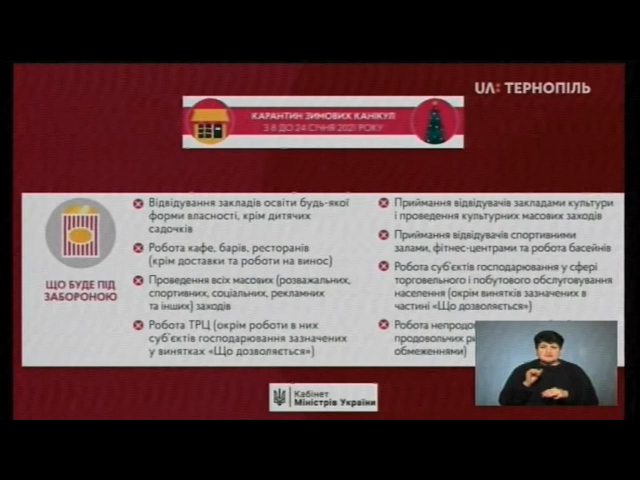 UA: ТЕРНОПІЛЬ
КАРАНТИН ЗИМОВИХ КАНІКУЛ
З 8 ДО 24 СІЧНЯ 2021 РОКУ
ЩО БУДЕ ПІД
ЗАБОРОНОЮ
Відвідування закладів освіти будь-якої
форми власності, крім дитячих
садочків
Робота кафе, барів, ресторанів
(крім доставки та роботи на винос)
Проведення всіх масових (розважальних,
спортивних, соціальних, рекламних
та інших) заходів
Робота ТРЦ (окрім роботи в них
суб'єктів господарювання зазначених
у винятках «Що дозволяється»)
Приймання відвідувачів закладами культури
і проведення культурних масових заходів
Приймання відвідувачів спортивними
залами, фітнес-центрами та робота басейнів
Робота суб'єктів господарювання у сфері
торговельного і побутового обслуговування
населення (окрім винятків зазначених в
частині «Що дозволяється»)
Робота
продовольчих
обмеженнями)
Кабінет
Міністрів України